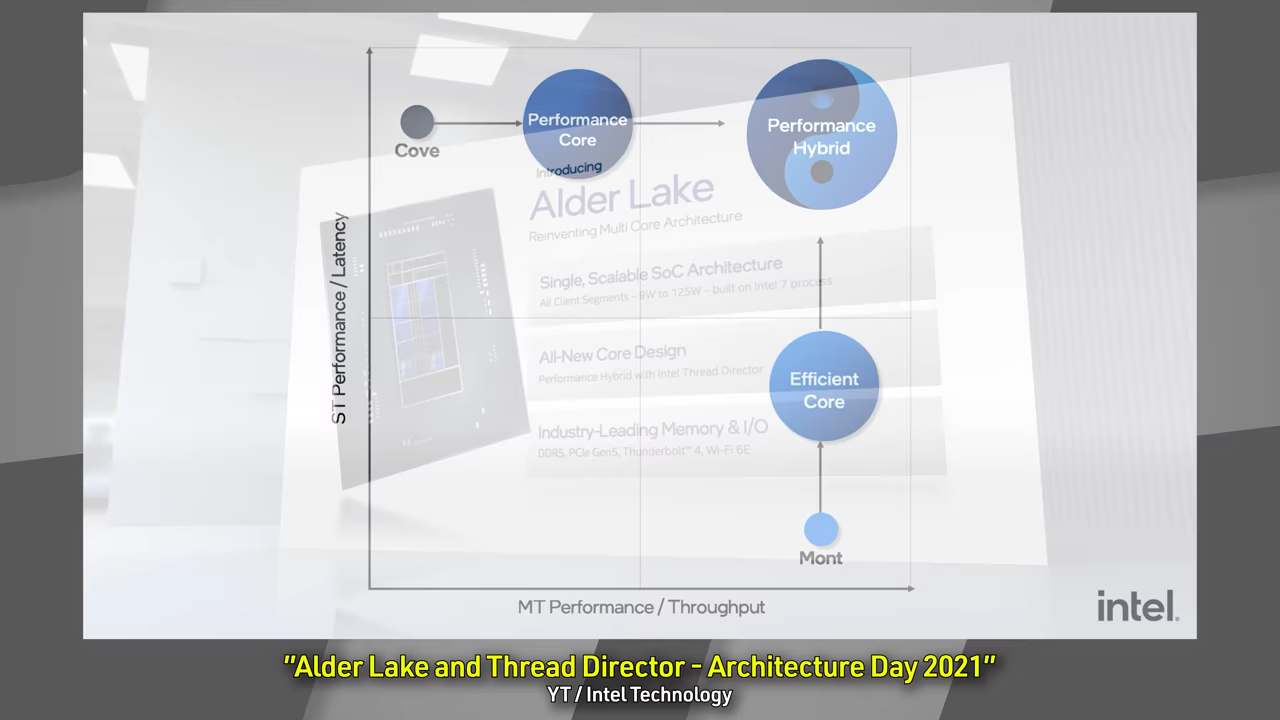 Performance
Core
Performance
Hybrid
Cove
Introducing
Alder Lake
Reinventing Multi Core Architecture
Single, Scalable SoC Architecture
All Client Segments – 9W to 125W – built on Intel 7 process
All-New Core Design
Performance Hybrid with Intel Thread Director
Efficient
Core
Industry-Leading Memory & I/O
DDR5, PCIe Gen5, Thunderbolt™ 4, Wi-Fi 6E
Mont
ST Performance / Latency
MT Performance / Throughput
intel.
"Alder Lake and Thread Director - Architecture Day 2021"
YT / Intel Technology